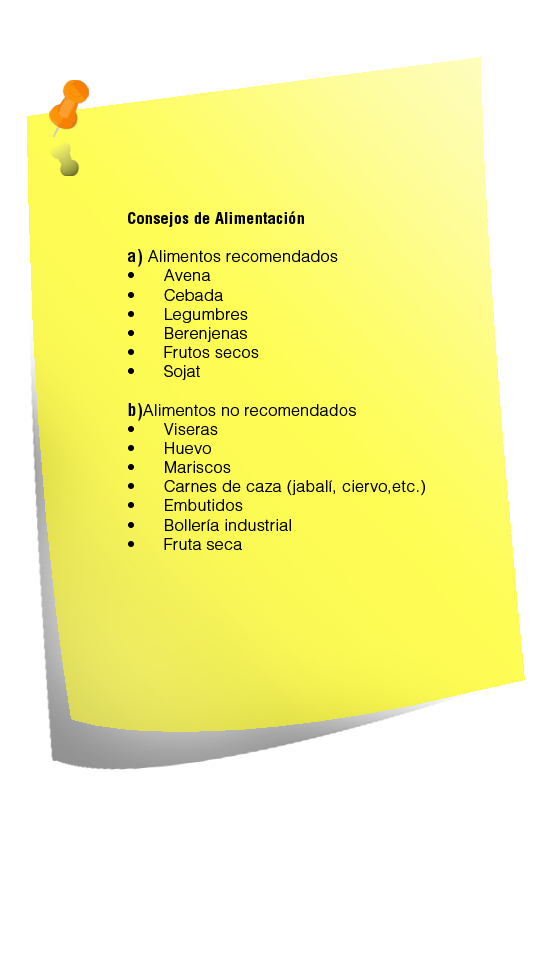 Consejos de Alimentación
a) Alimentos recomendados
• Avena
• Cebada
• Legumbres
• Berenjenas
• Frutos secos
• Sojat
b)Alimentos no recomendados
• Viseras
• Huevo
• Mariscos
• Carnes de caza (jabalí, ciervo,etc.)
• Embutidos
• Bollería industrial
• Fruta seca